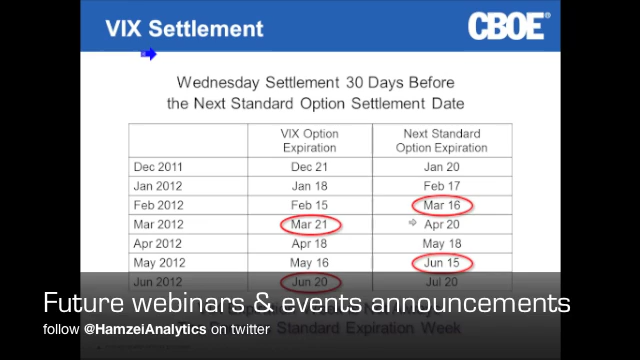 VIX Settlement
CBOE®
Wednesday Settlement 30 Days Before
the Next Standard Option Settlement Date
VIX Option Expiration Next Standard Option Expiration
Dec 2011 Dec 21 Jan 20
Jan 2012 Jan 18 Feb 17
Feb 2012 Feb 15 Mar 16
Mar 2012 Mar 21 Apr 20
Apr 2012 Apr 18 May 18
May 2012 May 16 Jun 15
Jun 2012 Jun 20 Jul 20
Future webinars & events announcements
follow @HamzeiAnalytics on twitter
Standard Expiration Week